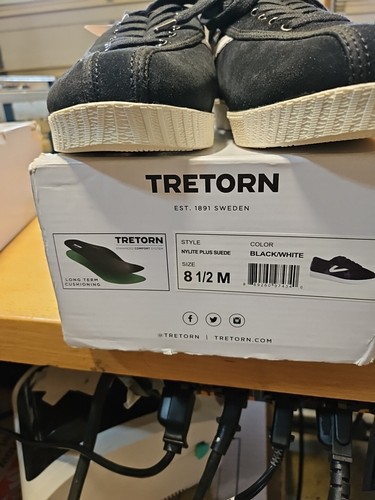 TRETORN
EST. 1891 SWEDEN
TRETORN
LONG TERM
CUSHIONING
STYLE
NYLITE PLUS SUEDE
COLOR
BLACK/WHITE
SIZE
8 1/2 M
@TRETORN | TRETORN.COM